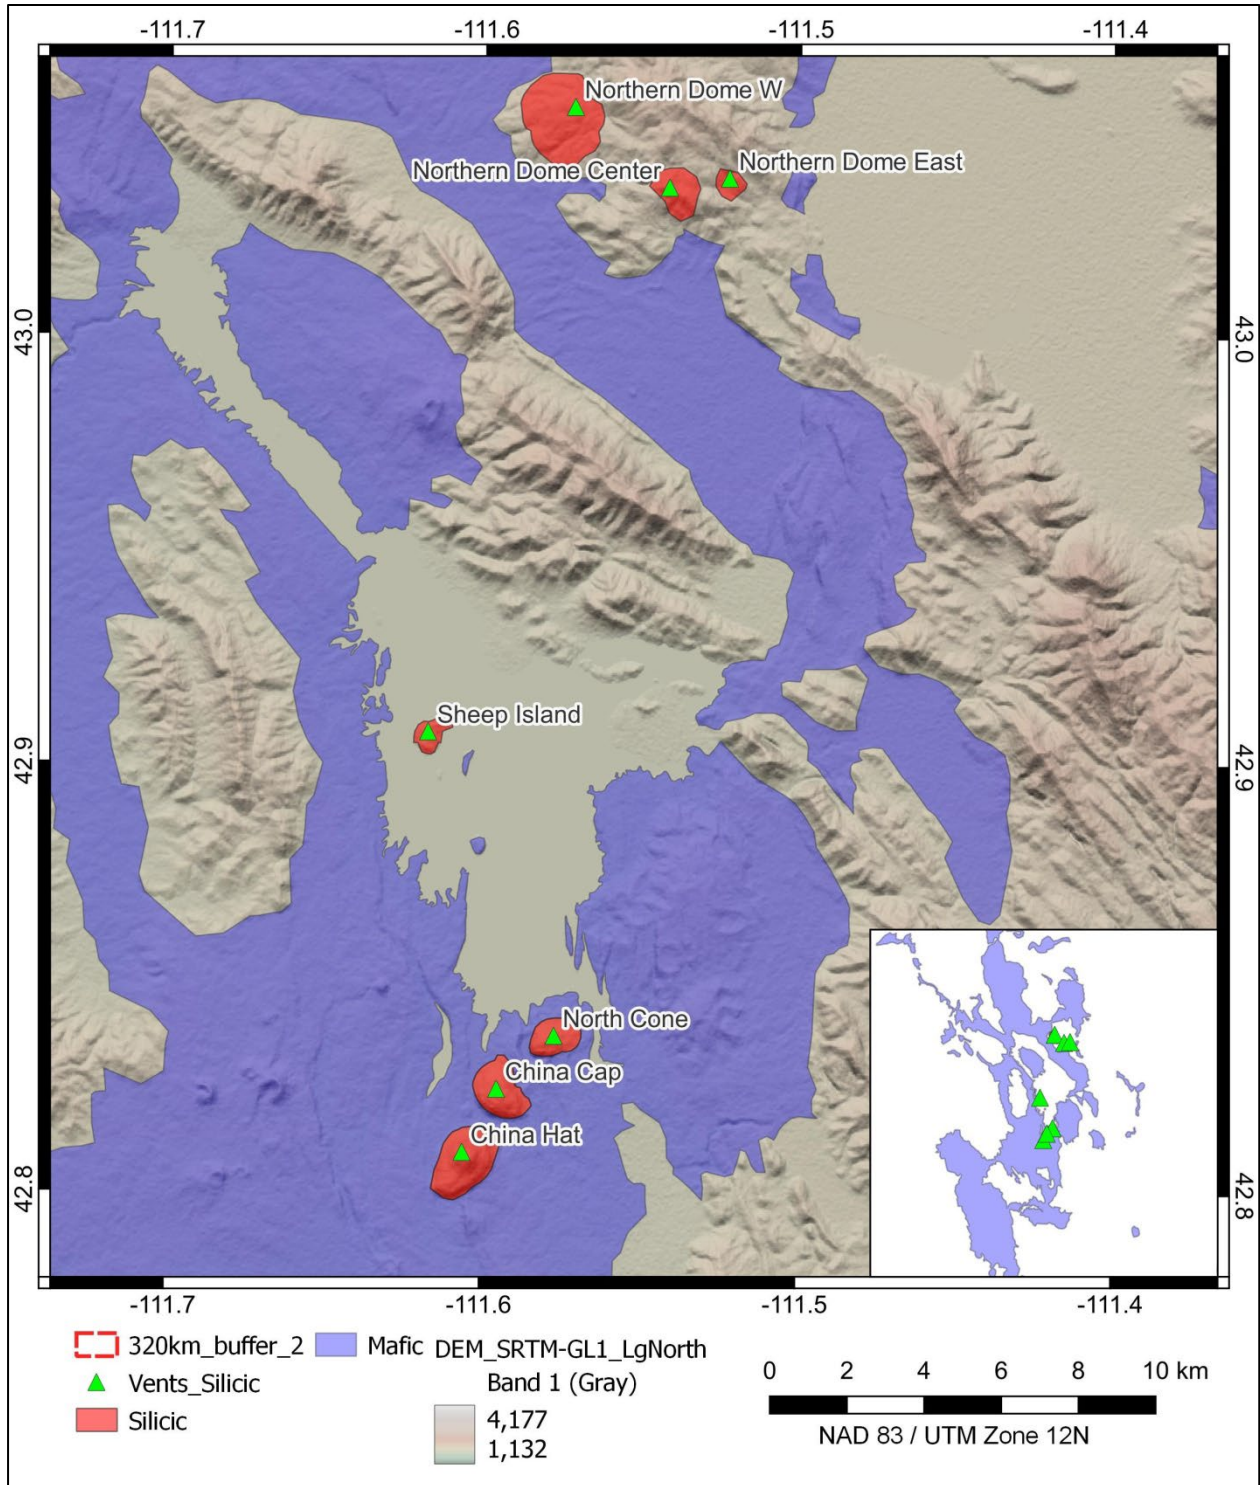 -111.7 -111.6 -111.5 -111.4
Northern Dome W
Northern Dome Center
Northern Dome East
43.0 43.0
Sheep Island
42.9 42.9
North Cone
China Cap
China Hat
42.8 42.8
-111.7 -111.6 -111.5 -111.4
320km_buffer_2 Mafic DEM_SRTM-GL1_LgNorth
Vents_Silicic Band 1 (Gray)
Silicic 4,177
1,132
0 2 4 6 8 10 km
NAD 83 / UTM Zone 12N